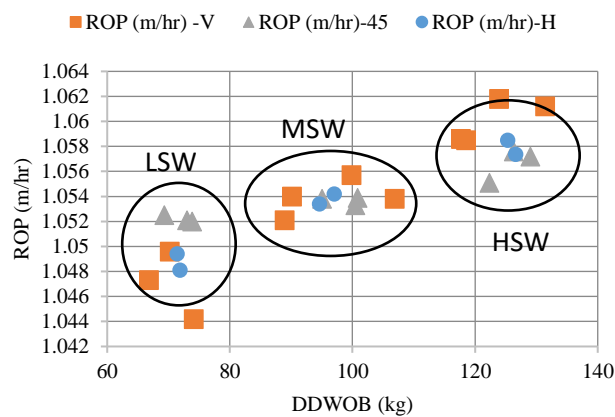 ROP (m/hr) -V ROP (m/hr)-45 ROP (m/hr)-H
1.064
1.062
1.06
1.058
1.056
1.054
1.052
1.05
1.048
1.046
1.044
1.042
ROP (m/hr)
LSW
MSW
HSW
60 80 100 120 140
DDWOB (kg)